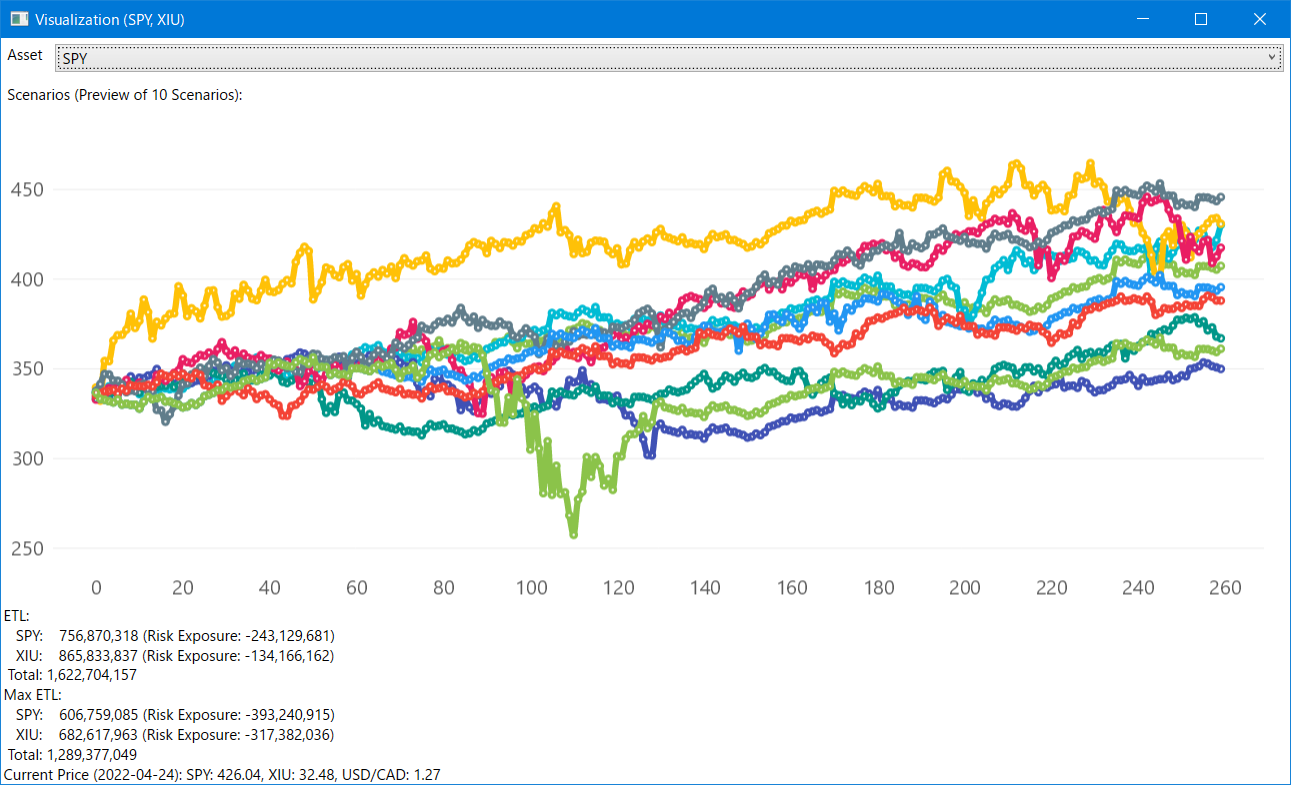 Visualization (SPY, XIU)
Asset SPY
Scenarios (Preview of 10 Scenarios):
450
400
350
300
250
0 20 40 60 80 100 120 140 160 180 200 220 240 260
ETL:
SPY: 756,870,318 (Risk Exposure: -243,129,681)
XIU: 865,833,837 (Risk Exposure: -134,166,162)
Total: 1,622,704,157
Max ETL:
SPY: 606,759,085 (Risk Exposure: -393,240,915)
XIU: 682,617,963 (Risk Exposure: -317,382,036)
Total: 1,289,377,049
Current Price (2022-04-24): SPY: 426.04, XIU: 32.48, USD/CAD: 1.27